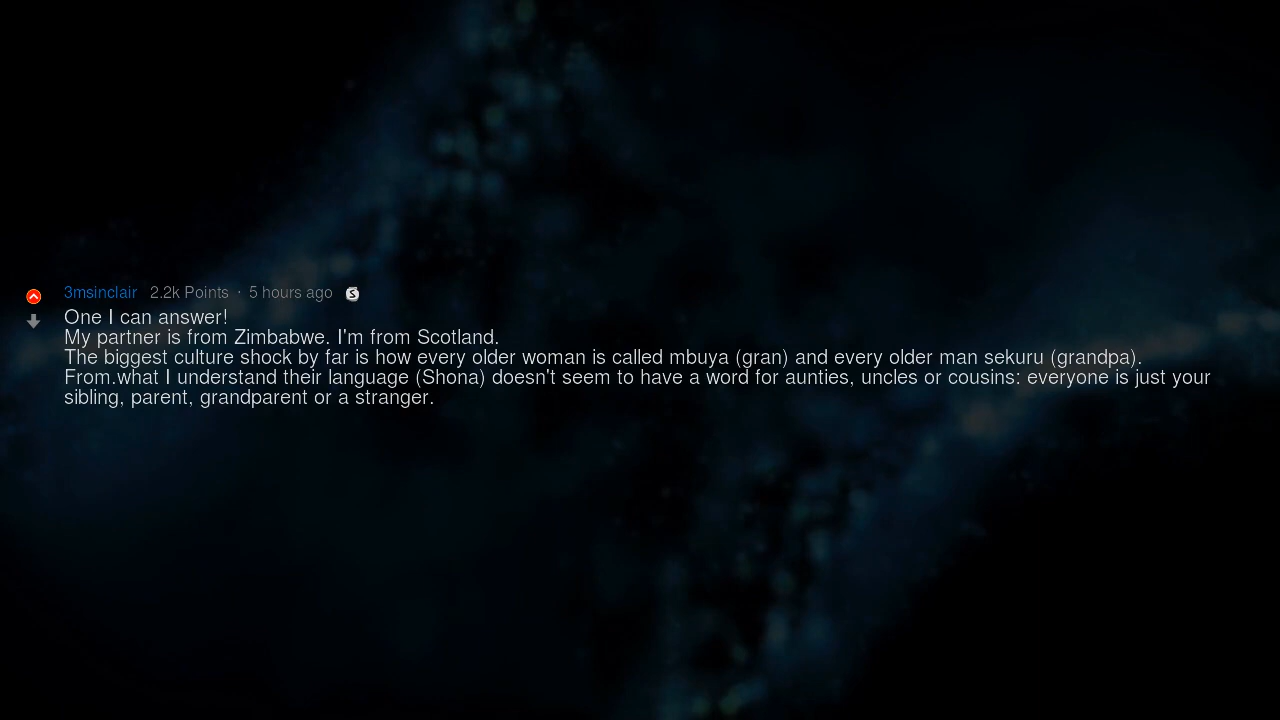 3msinclair 2.2k Points · 5 hours ago
One I can answer!
My partner is from Zimbabwe. I'm from Scotland.
The biggest culture shock by far is how every older woman is called mbuya (gran) and every older man sekuru (grandpa).
From.what I understand their language (Shona) doesn't seem to have a word for aunties, uncles or cousins: everyone is just your
sibling, parent, grandparent or a stranger.